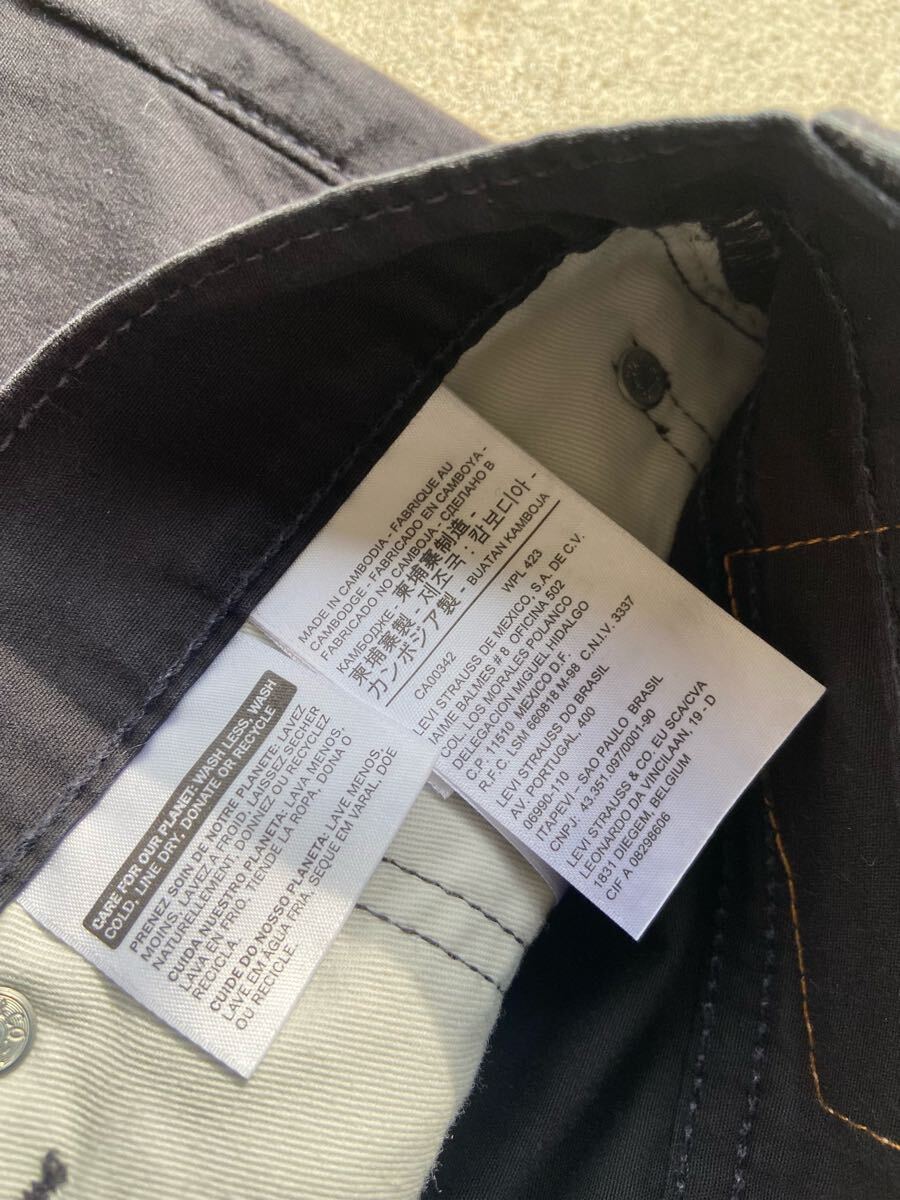 MADE IN CAMBODIA - FABRIQUE AU
CAMBODGE - FABRICADO EN CAMBOYA -
FABRICADO NO CAMBOJA - СДЕЛАНО В
КАМБОДЖЕ - 柬埔寨制造 -
柬埔寨製 - 제조국 : 캄보디아 -
カンボジア製 - BUATAN KAMBOJA
CA00342 WPL 423
LEVI STRAUSS DE MEXICO, S.A. DE C.V.
JAIME BALMES # 8 OFICINA 502
COL. LOS MORALES POLANCO
DELEGACION MIGUEL HIDALGO
C.P. 11510 MEXICO D.F.
R.F.C. LSM 860818 M-98 C.N.I.V. 3337
LEVI STRAUSS DO BRASIL
AV. PORTUGAL, 400
06690-110
ITAPEVI – SAO PAULO BRASIL
CNPJ: 43.351.097/0001-90
LEVI STRAUSS & CO. EU SCA/CVA
LEONARDO DA VINCILAAN, 19 - D
1831 DIEGEM, BELGIUM
CIF A 08298606
CARE FOR OUR PLANET: WASH LESS, WASH
COLD, LINE DRY, DONATE OR RECYCLE
PRENEZ SOIN DE NOTRE PLANETE: LAVEZ
MOINS, LAVEZ A FROID, LAISSEZ SÉCHER
NATURELLEMENT, DONNEZ OU RECYCLEZ
CUIDA NUESTRO PLANETA: LAVA MENOS,
LAVA EN FRIO, TIENDE LA ROPA, DONA O
RECICLA.
CUIDE DO NOSSO PLANETA: LAVE MENOS,
LAVE EM ÁGUA FRIA, SEQUE EM VARAL DOE
OU RECICLE.